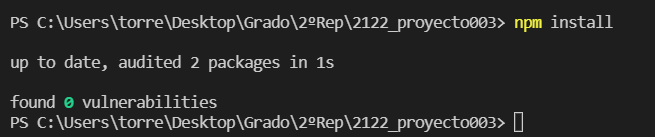 PS C:\Users\torre\Desktop\Grado\2ºRep\2122_proyecto003> npm install
up to date, audited 2 packages in 1s
found 0 vulnerabilities
PS C:\Users\torre\Desktop\Grado\2ºRep\2122_proyecto003>